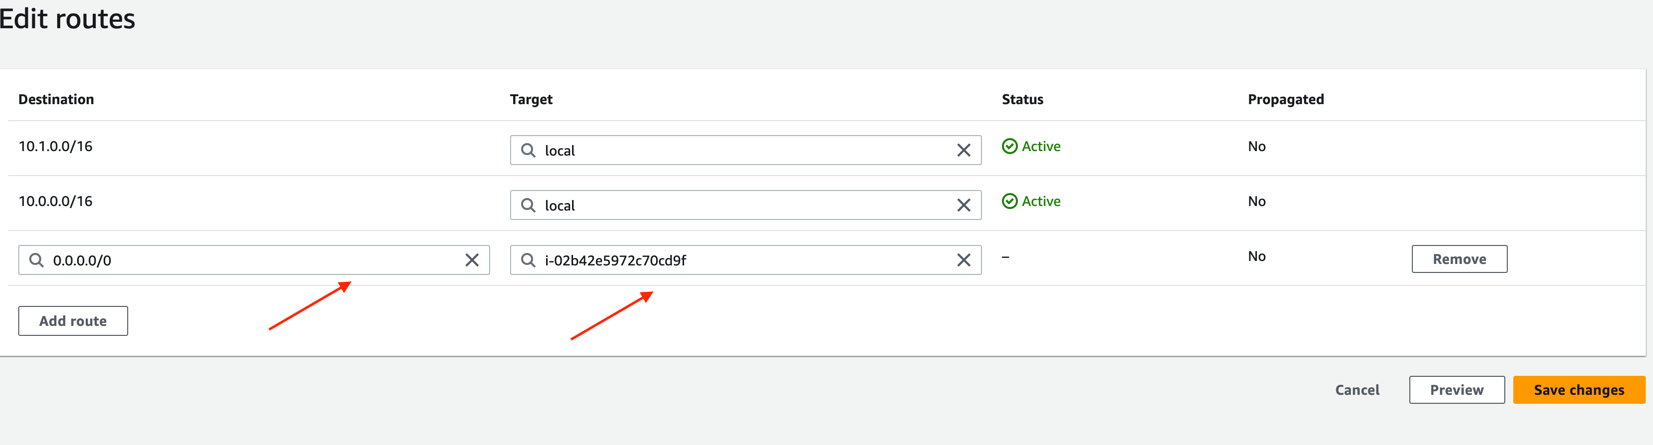 Edit routes
Destination Target Status Propagated
10.1.0.0/16 local Active No
10.0.0.0/16 local Active No
0.0.0.0/0 i-02b42e5972c70cd9f – No Remove
Add route
Cancel Preview Save changes